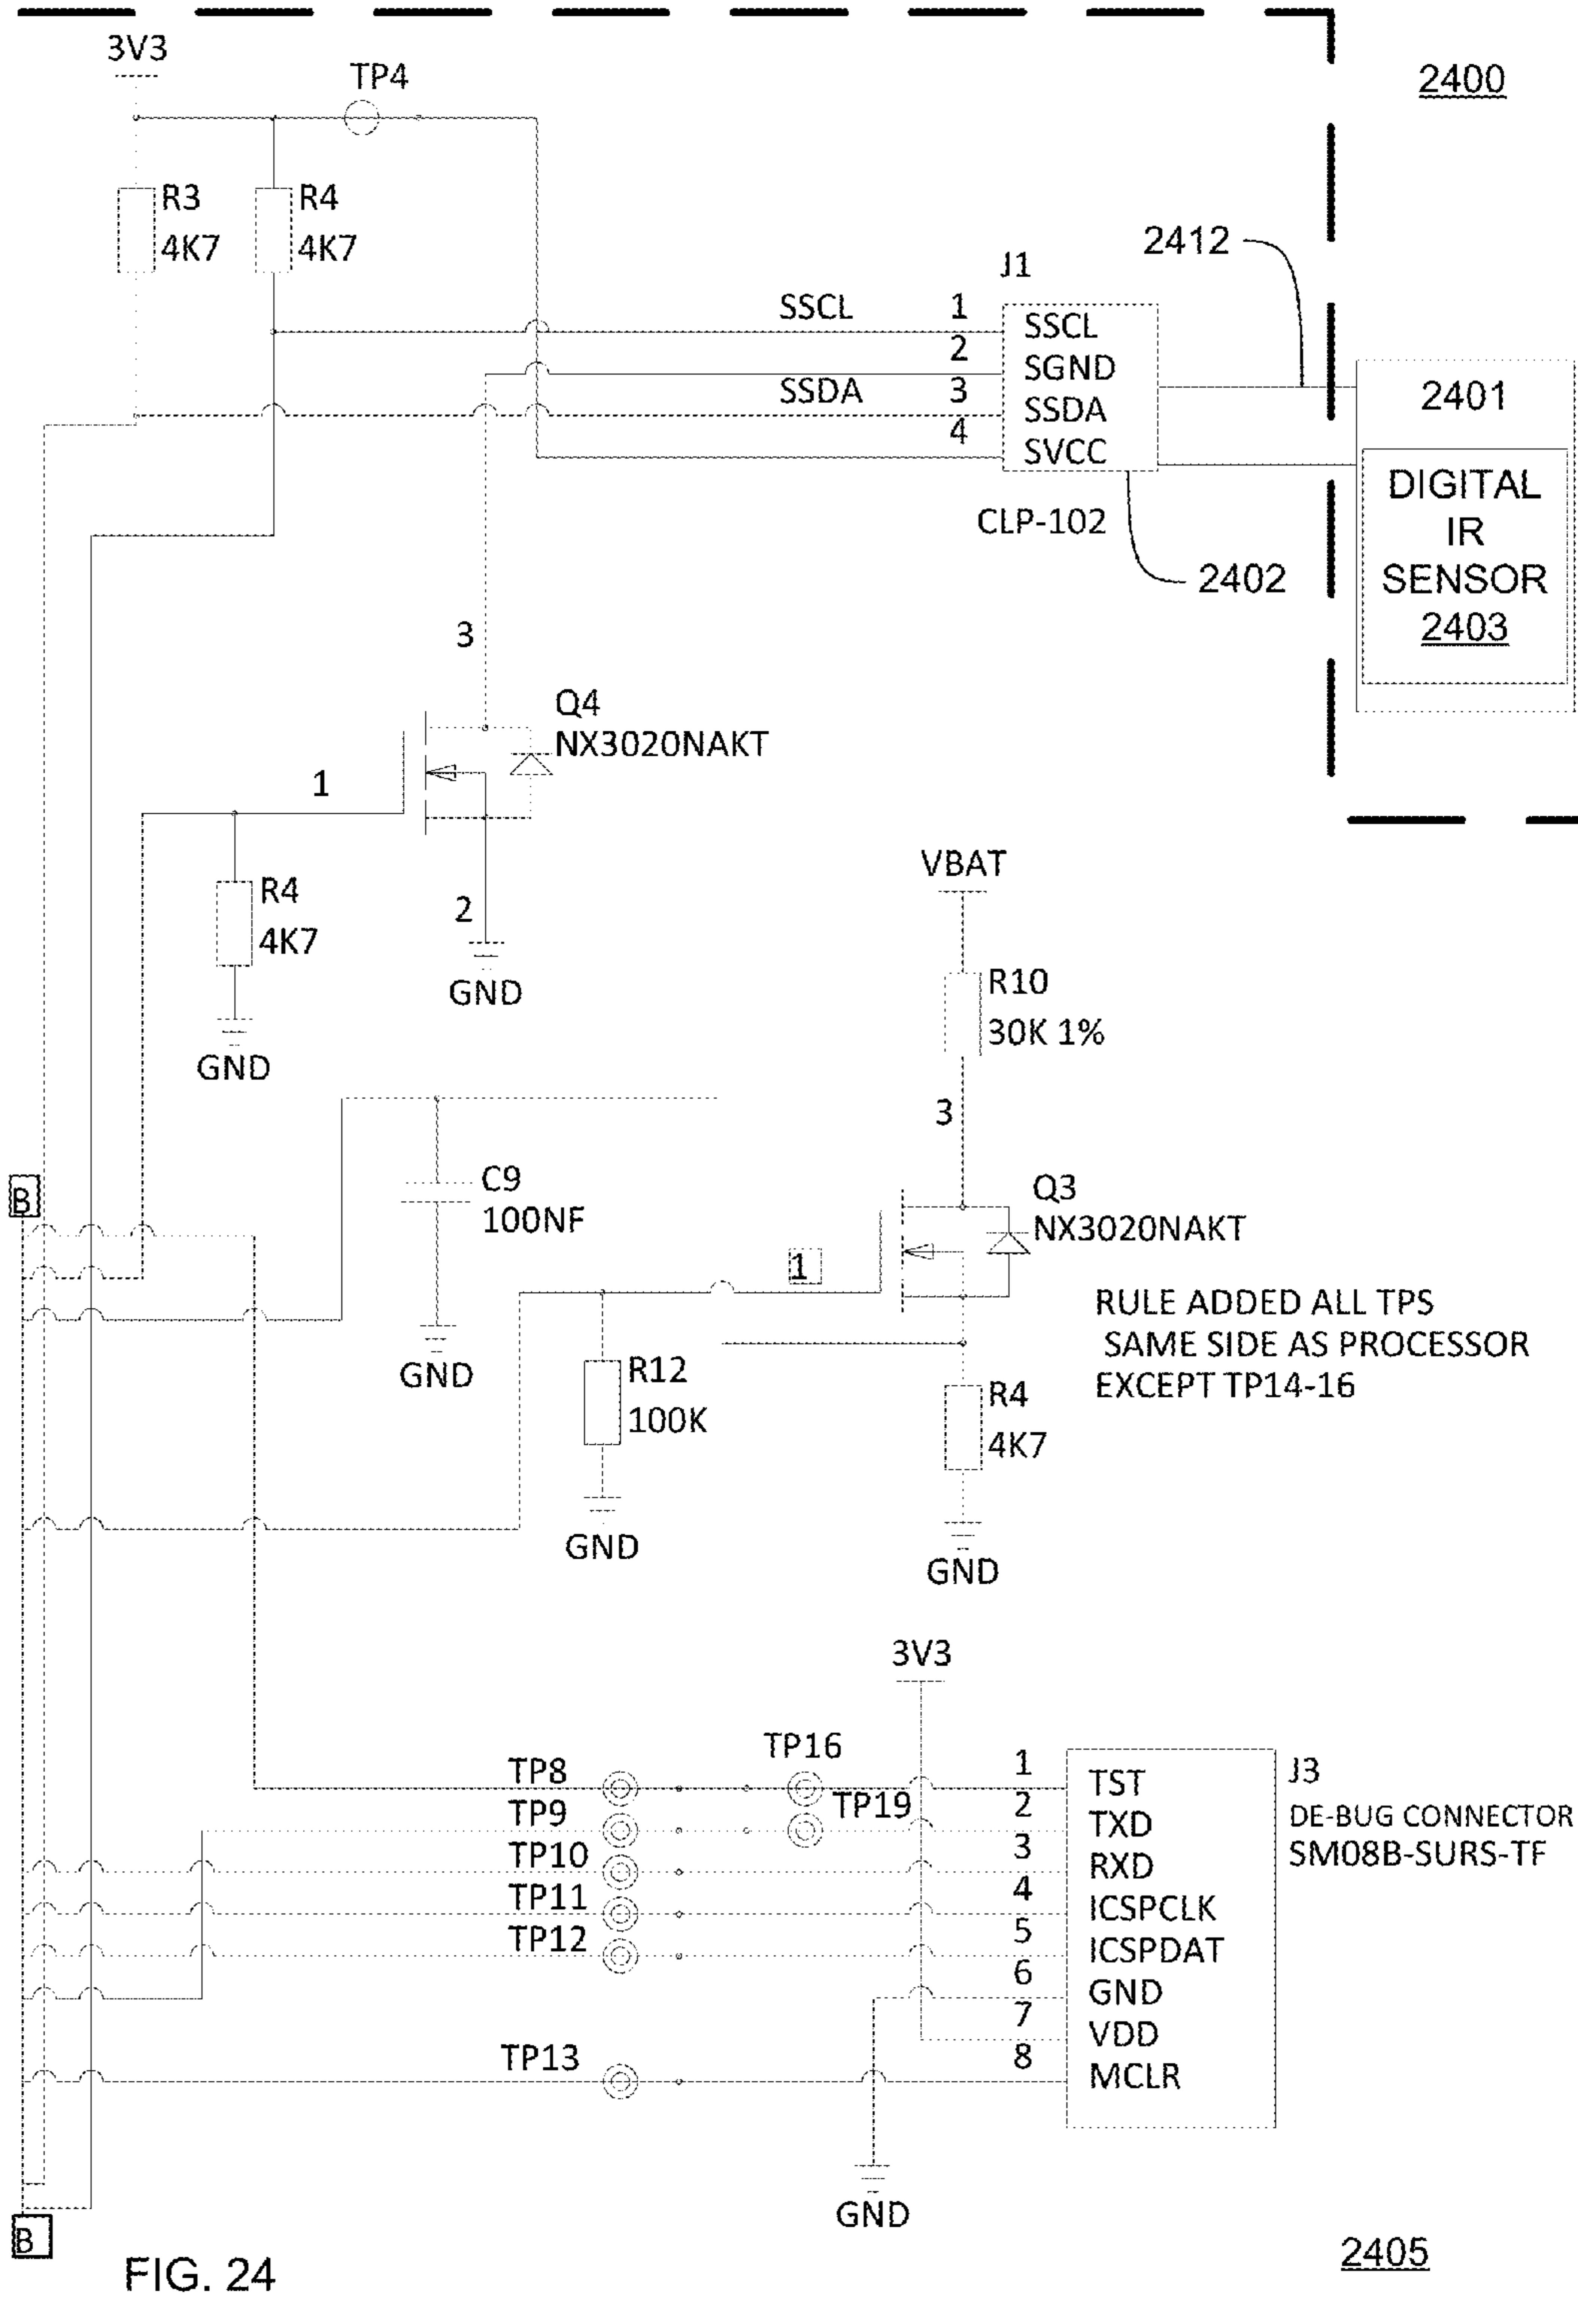 3V3
TP4
2400
R3
4K7
R4
4K7
2412
J1
SSCL
1
SSCL
2
SGND
SSDA
3
SSDA
4
SVCC
2401
DIGITAL
IR
SENSOR
2403
CLP-102
2402
3
Q4
NX3020NAKT
1
R4
4K7
2
GND
GND
VBAT
R10
30K 1%
3
B
C9
100NF
Q3
NX3020NAKT
1
GND
R12
100K
RULE ADDED ALL TPS
SAME SIDE AS PROCESSOR
EXCEPT TP14-16
R4
4K7
GND
GND
3V3
TP8
TP16
1
TST
J3
TP9
TP19
2
TXD
DE-BUG CONNECTOR
SM08B-SURS-TF
TP10
3
RXD
TP11
4
ICSPCLK
TP12
5
ICSPDAT
6
GND
7
VDD
TP13
8
MCLR
GND
B
FIG. 24
2405